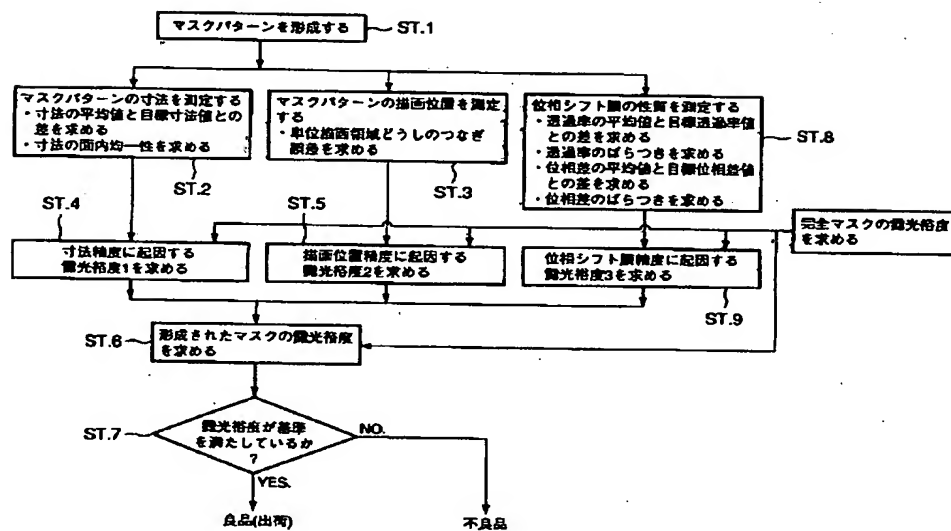 マスクパターンを形成する
ST.1
マスクパターンの寸法を測定する
・寸法の平均値と目標寸法値との
差を求める
・寸法の面内均一性を求める
ST.2
マスクパターンの描画位置を測定
する
・単位描画領域どうしのつなぎ
誤差を求める
ST.3
位相シフト膜の性質を測定する
・透過率の平均値と目標透過率値
との差を求める
・透過率のばらつきを求める
・位相差の平均値と目標位相差値
との差を求める
・位相差のばらつきを求める
ST.8
完全マスクの露光裕度
を求める
ST.4
寸法精度に起因する
露光裕度1を求める
ST.5
描画位置精度に起因する
露光裕度2を求める
位相シフト膜精度に起因する
露光裕度3を求める
ST.9
ST.6
形成されたマスクの露光裕度
を求める
ST.7
露光裕度が基準
を満たしているか
?
NO.
YES.
良品(出荷)
不良品